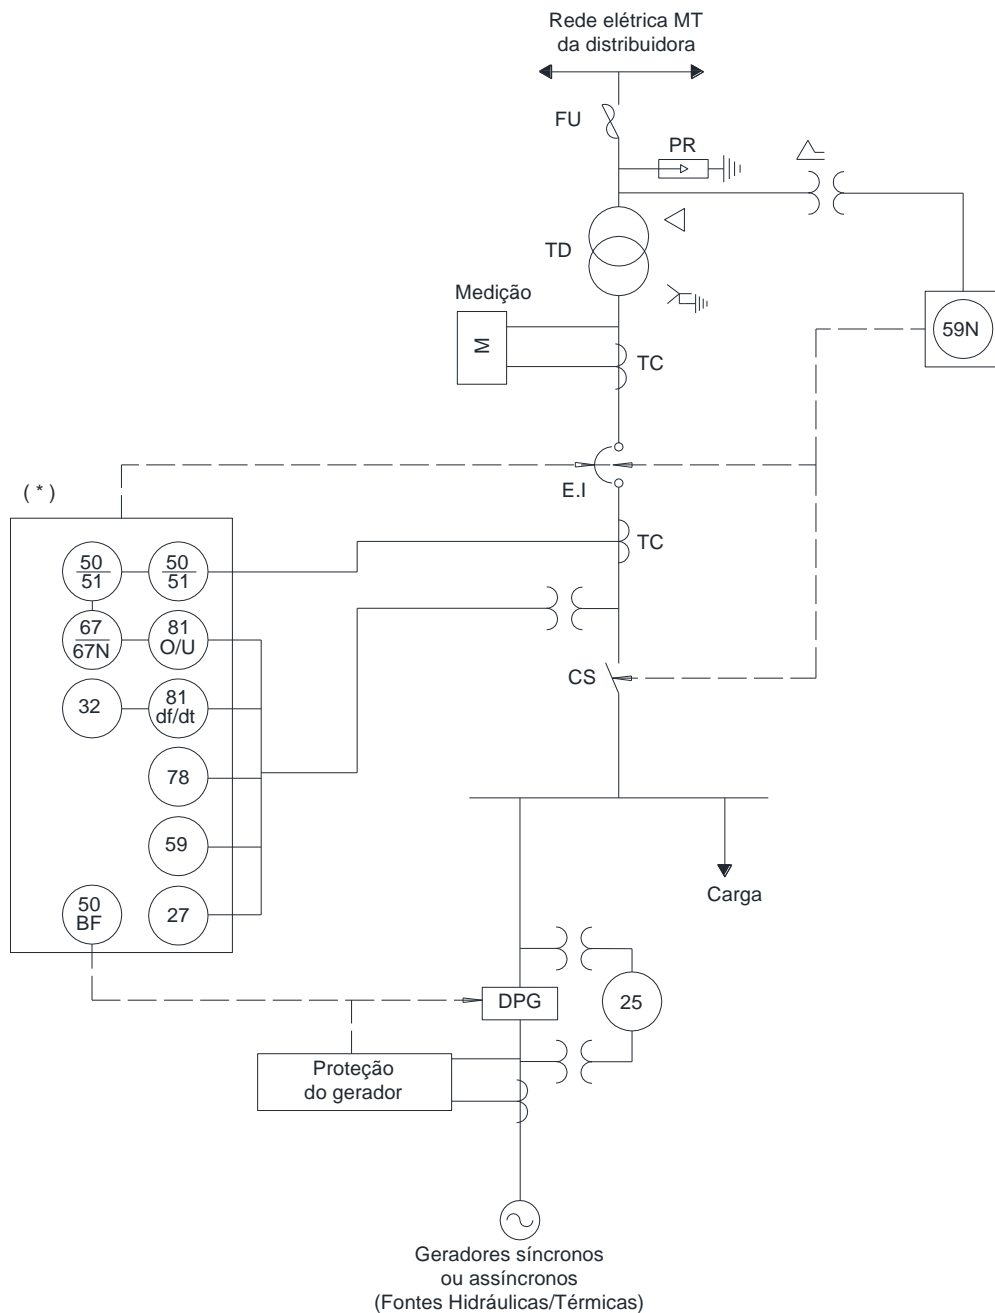 Rede elétrica MT
da distribuidora
FU
PR
TD
Medição
M
TC
59N
E.I
( * )
TC
50
51
50
51
67
67N
81
O/U
32
81
df/dt
CS
78
59
50
BF
27
Carga
DPG
25
Proteção
do gerador
Geradores síncronos
ou assíncronos
(Fontes Hidráulicas/Térmicas)